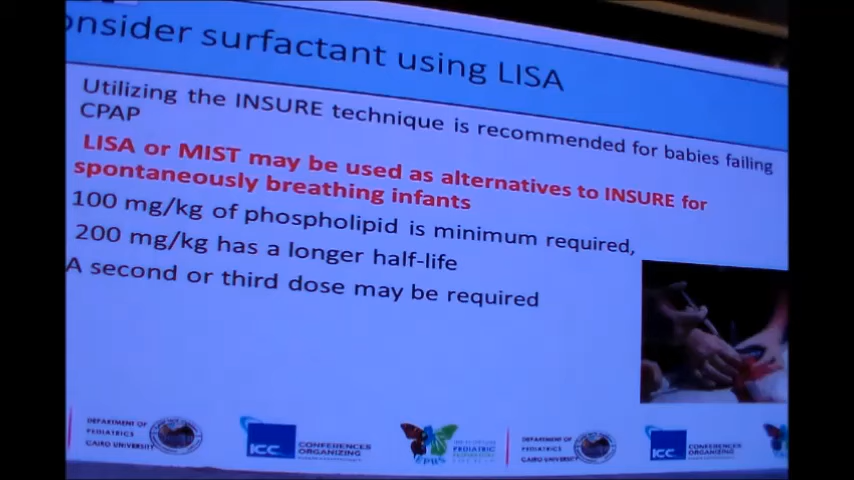 onsider surfactant using LISA
Utilizing the INSURE technique is recommended for babies failing
CPAP
LISA or MIST may be used as alternatives to INSURE for
spontaneously breathing infants
100 mg/kg of phospholipid is minimum required,
200 mg/kg has a longer half-life
A second or third dose may be required
DEPARTMENT OF
PEDIATRICS
CAIRO UNIVERSITY
ICC
CONFERENCES
ORGANIZING
EPBS
PEDIATRIC
DEPARTMENT OF
PEDIATRICS
CAIRO UNIVERSITY
ICC
CONFERENCES
ORGANIZING